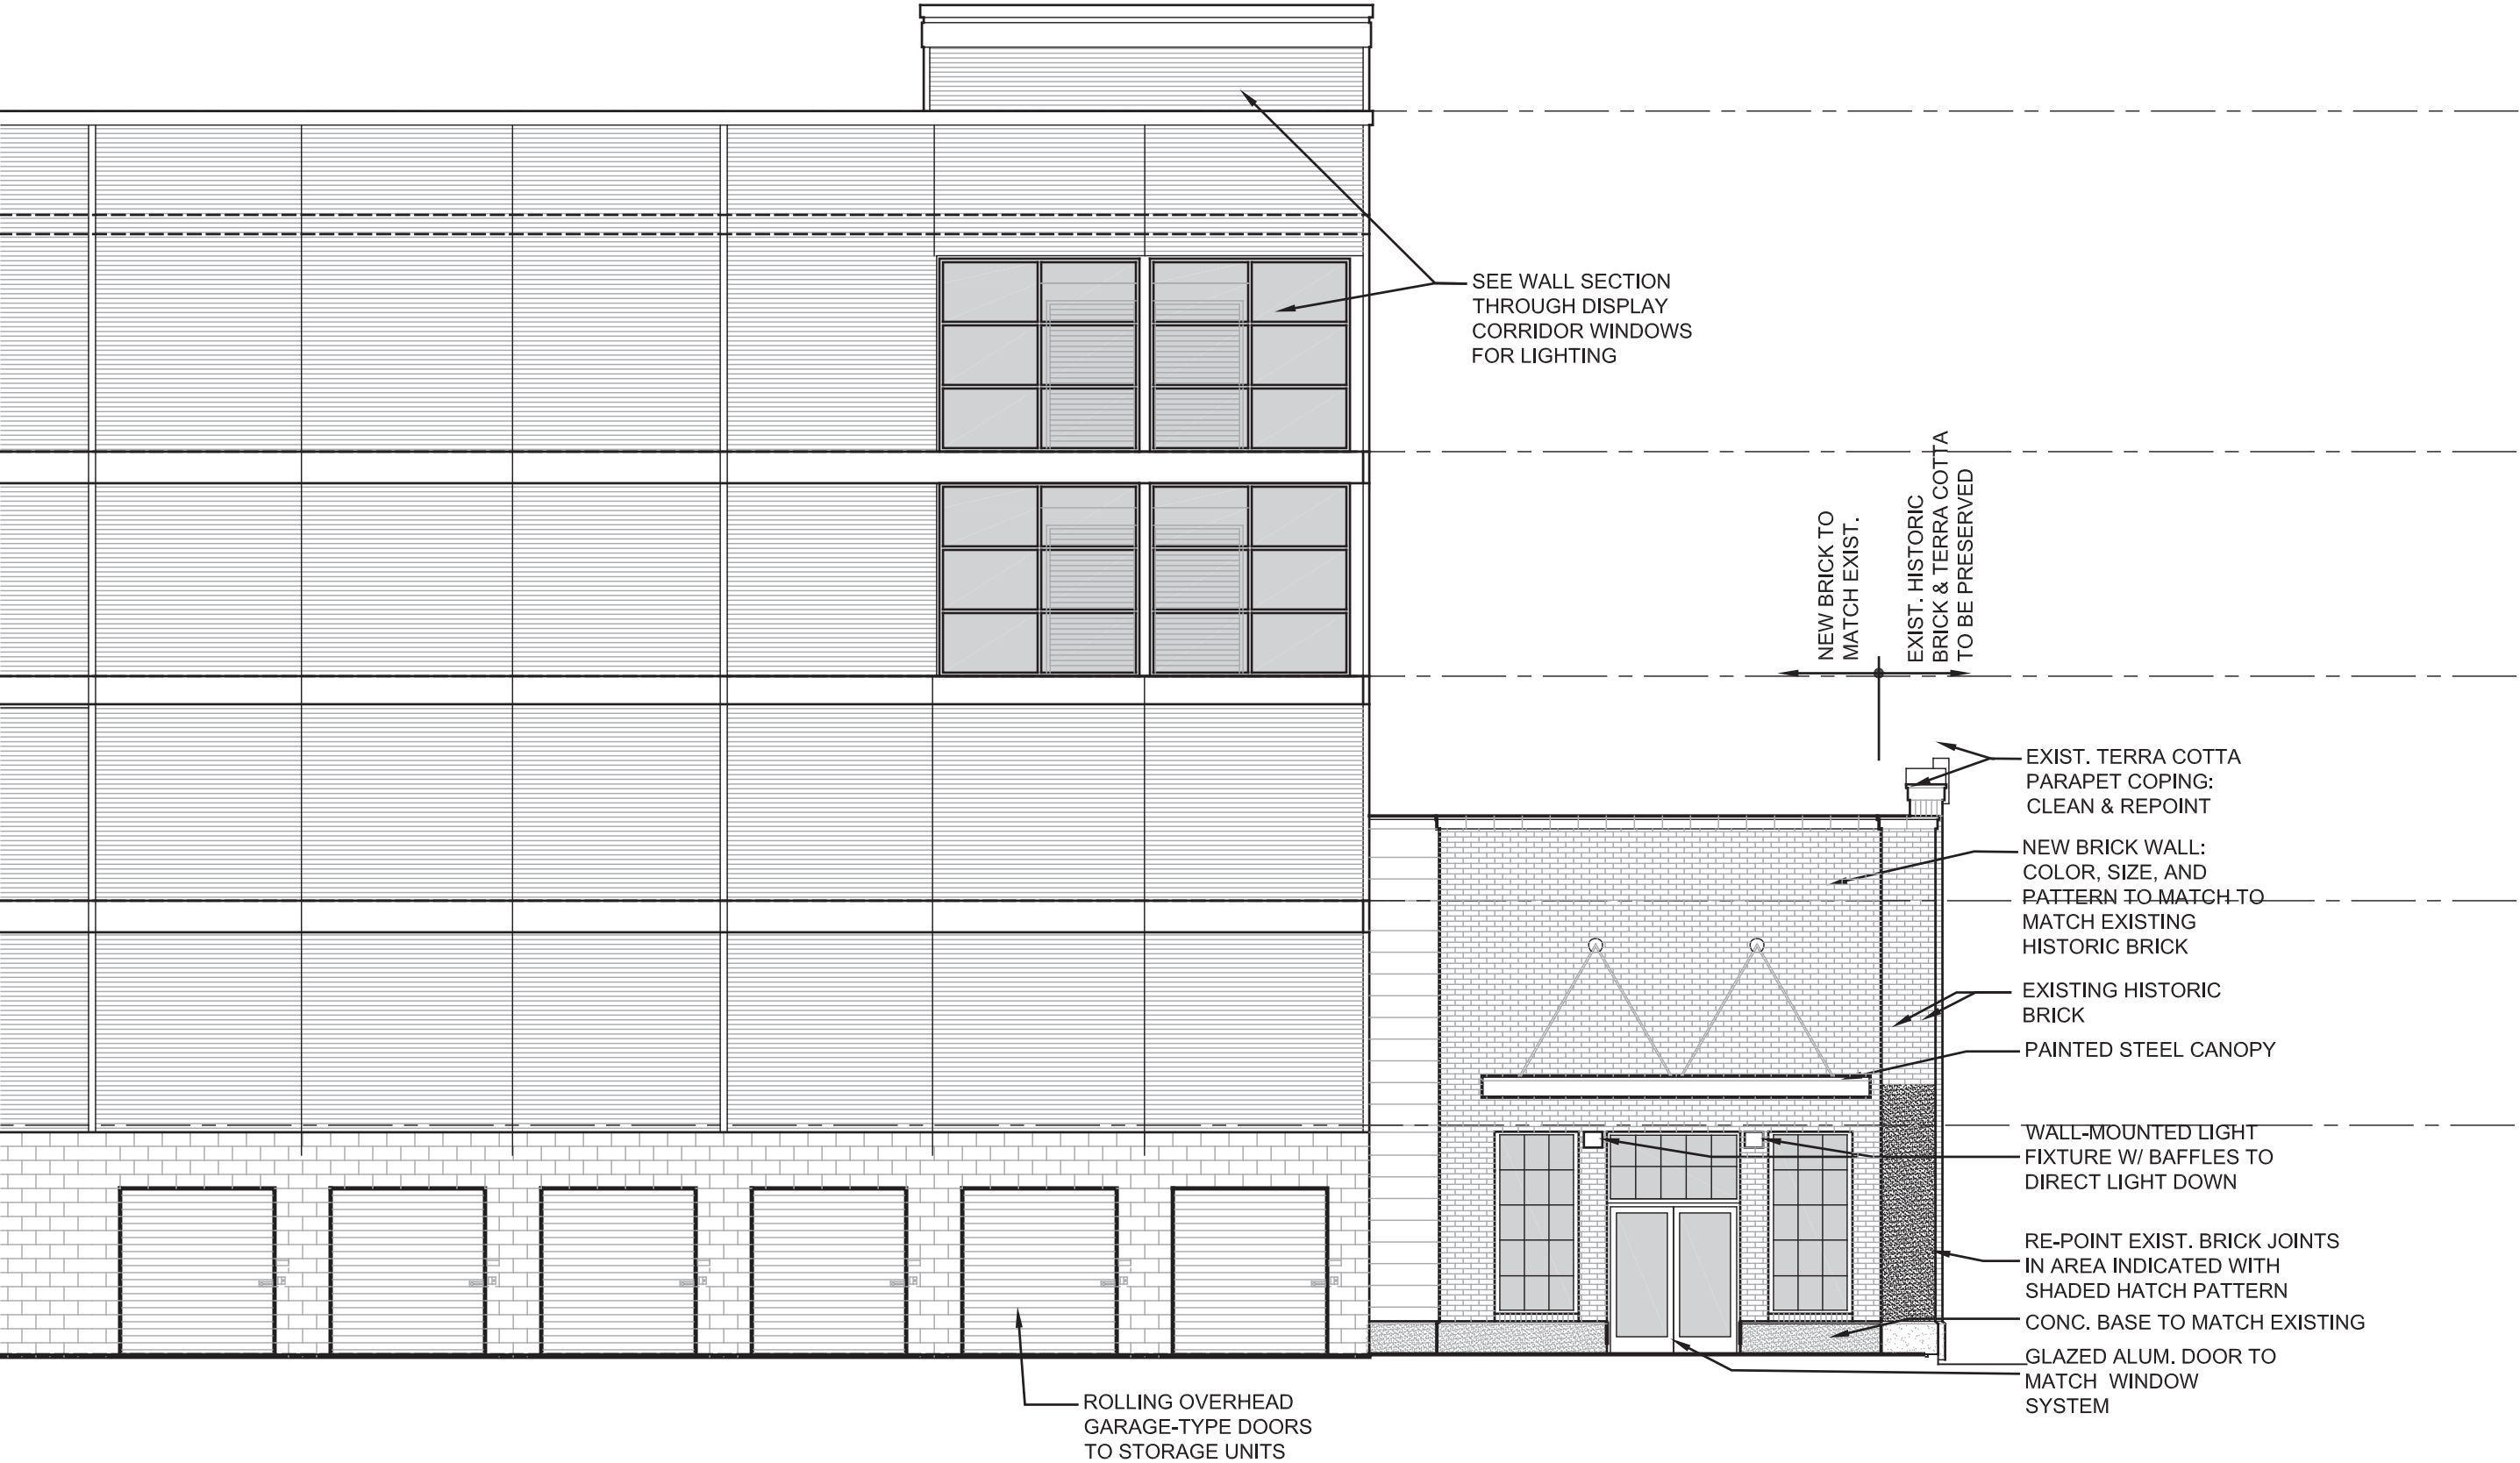 SEE WALL SECTION
THROUGH DISPLAY
CORRIDOR WINDOWS
FOR LIGHTING
NEW BRICK TO
MATCH EXIST.
EXIST. HISTORIC
BRICK & TERRA COTTA
TO BE PRESERVED
EXIST. TERRA COTTA
PARAPET COPING:
CLEAN & REPOINT
NEW BRICK WALL:
COLOR, SIZE, AND
PATTERN TO MATCH TO
MATCH EXISTING
HISTORIC BRICK
EXISTING HISTORIC
BRICK
PAINTED STEEL CANOPY
WALL-MOUNTED LIGHT
FIXTURE W/ BAFFLES TO
DIRECT LIGHT DOWN
RE-POINT EXIST. BRICK JOINTS
IN AREA INDICATED WITH
SHADED HATCH PATTERN
CONC. BASE TO MATCH EXISTING
GLAZED ALUM. DOOR TO
MATCH WINDOW
SYSTEM
ROLLING OVERHEAD
GARAGE-TYPE DOORS
TO STORAGE UNITS